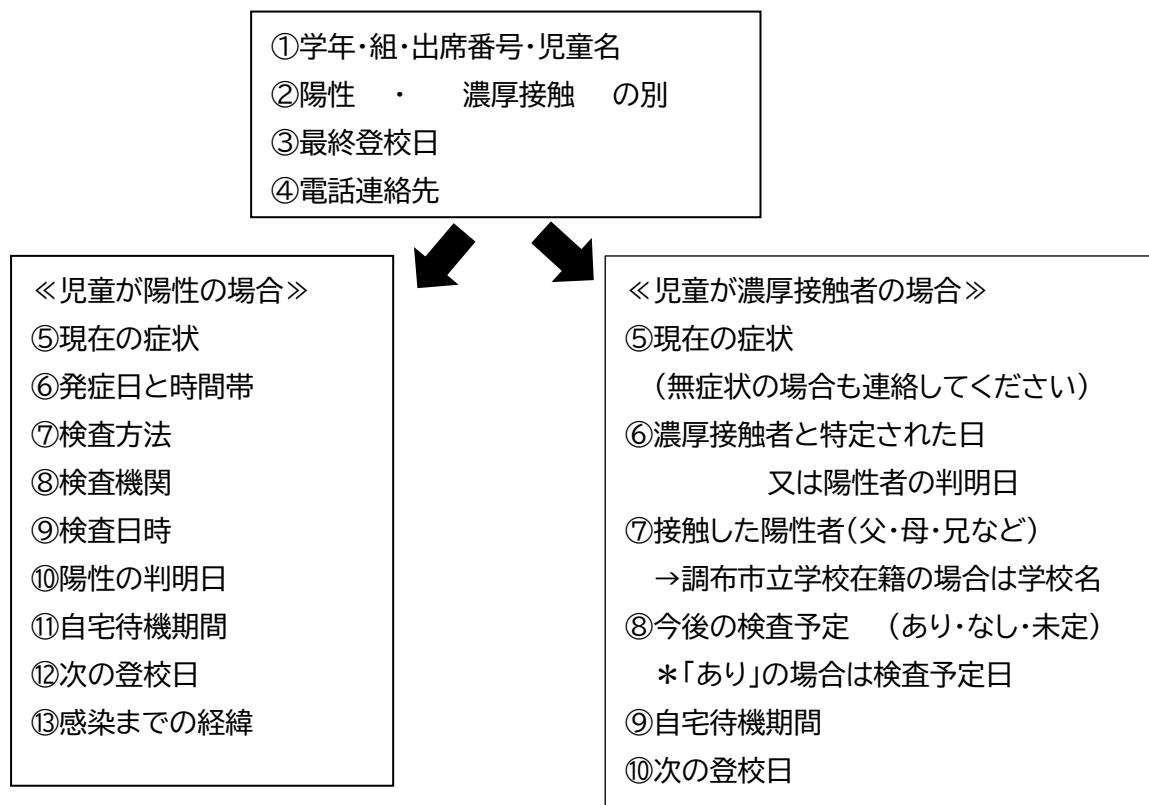 ①学年・組・出席番号・児童名
②陽性　・　濃厚接触　の別
③最終登校日
④電話連絡先
≪児童が陽性の場合≫
⑤現在の症状
⑥発症日と時間帯
⑦検査方法
⑧検査機関
⑨検査日時
⑩陽性の判明日
⑪自宅待機期間
⑫次の登校日
⑬感染までの経緯
≪児童が濃厚接触者の場合≫
⑤現在の症状
（無症状の場合も連絡してください）
⑥濃厚接触者と特定された日
又は陽性者の判明日
⑦接触した陽性者（父・母・兄など）
→調布市立学校在籍の場合は学校名
⑧今後の検査予定　（あり・なし・未定）
＊「あり」の場合は検査予定日
⑨自宅待機期間
⑩次の登校日